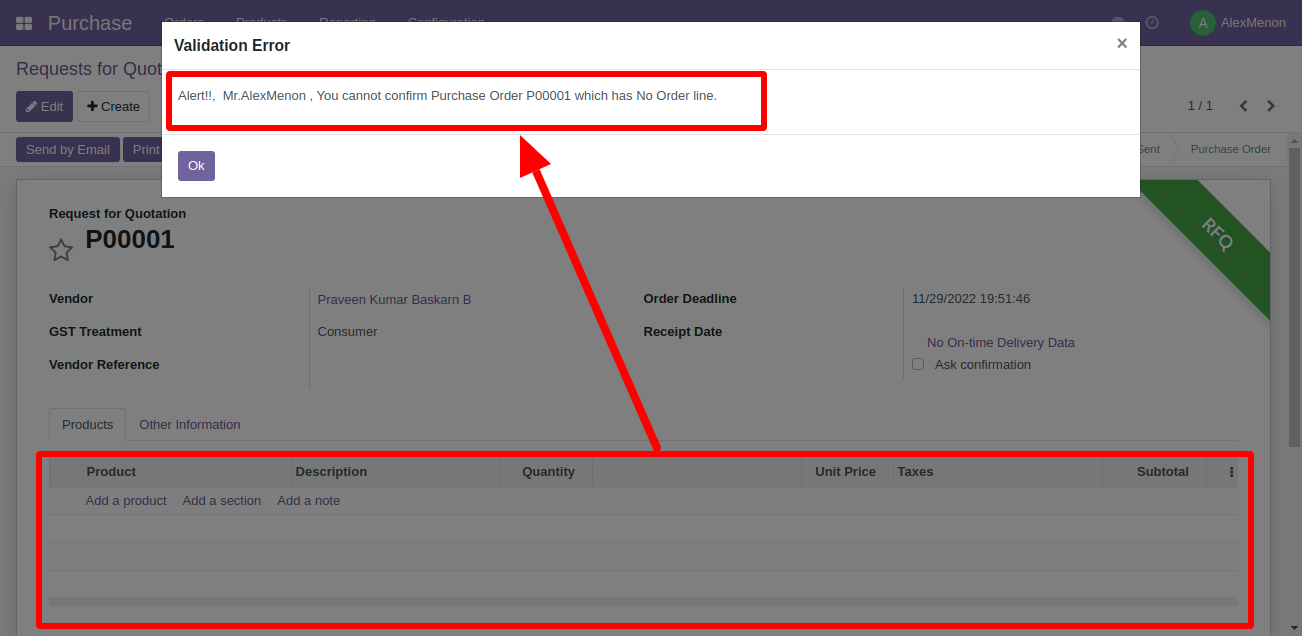 Purchase Orders Products Reporting Configuration A AlexMenon
Validation Error ×
Requests for Quot
Alert!!, Mr.AlexMenon , You cannot confirm Purchase Order P00001 which has No Order line.
Edit Create 1 / 1
Send by Email Print Sent Purchase Order
Ok
RFQ
Request for Quotation
P00001
Vendor Praveen Kumar Baskarn B Order Deadline 11/29/2022 19:51:46
GST Treatment Consumer Receipt Date
No On-time Delivery Data
Vendor Reference Ask confirmation
Products Other Information
Product Description Quantity Unit Price Taxes Subtotal
Add a product Add a section Add a note